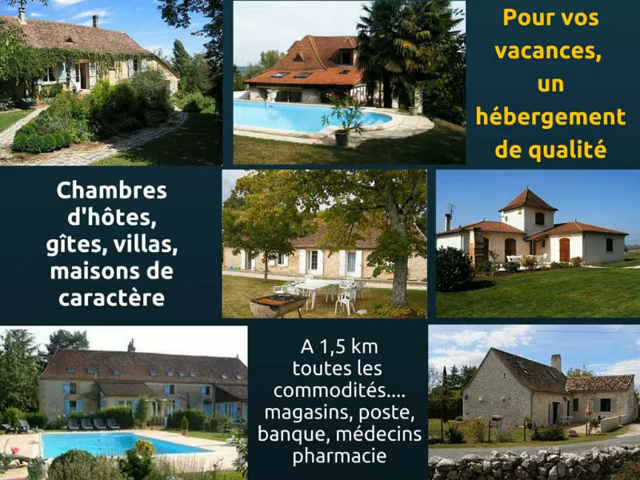 Pour vos
vacances,
un
hébergement
de qualité
Chambres
d'hôtes,
gîtes, villas,
maisons de
caractère
A 1,5 km
toutes les
commodités....
magasins, poste,
banque, médecins
pharmacie